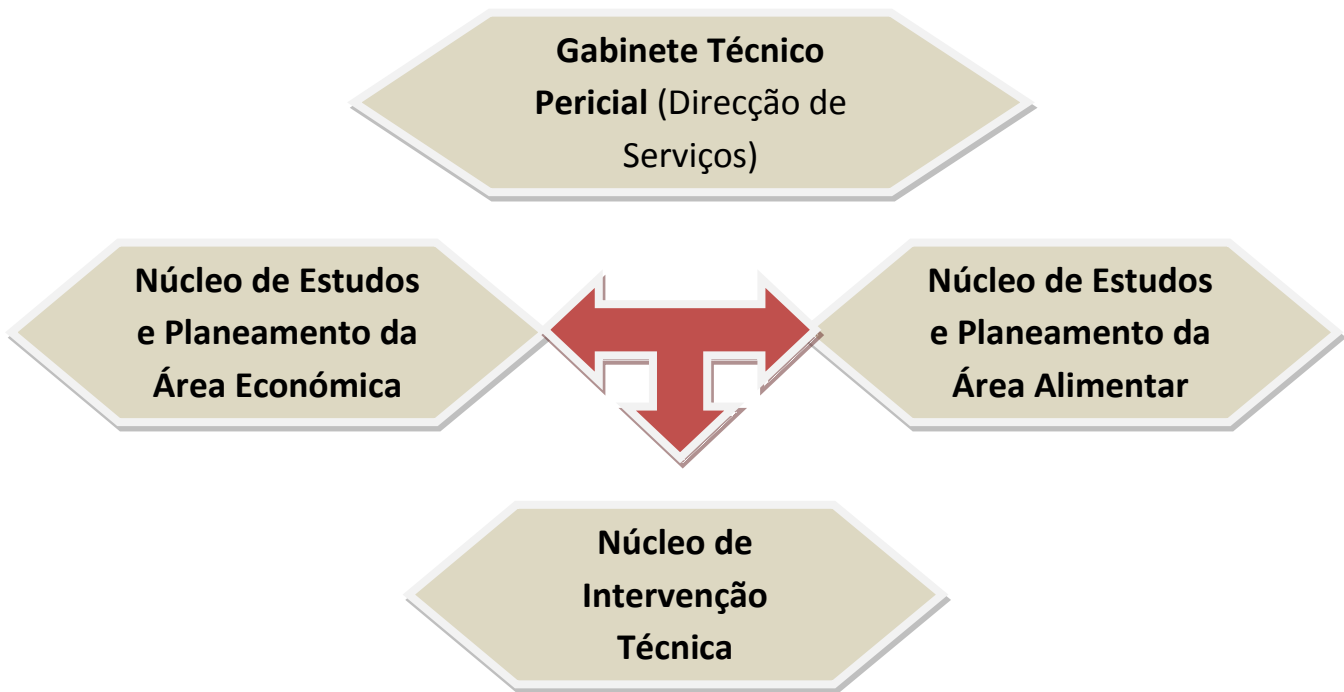 Gabinete Técnico
Pericial (Direcção de
Serviços)
Núcleo de Estudos
e Planeamento da
Área Económica
Núcleo de Estudos
e Planeamento da
Área Alimentar
Núcleo de
Intervenção
Técnica